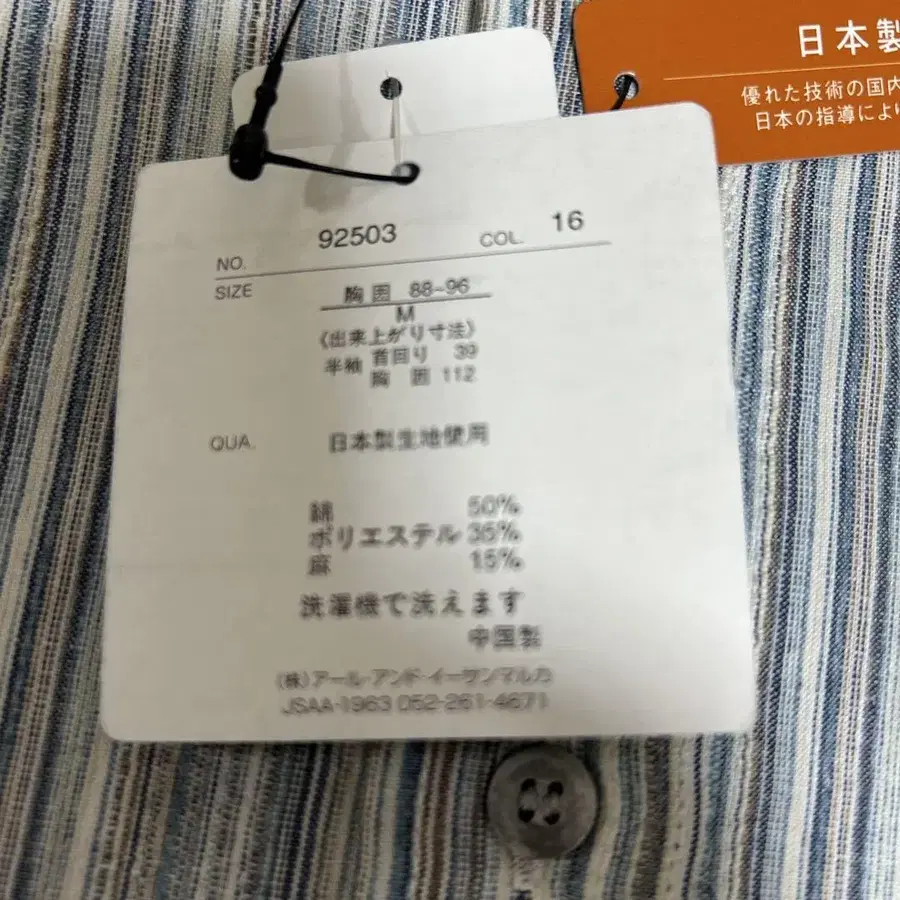 日本製
優れた技術の国内
日本の指導により
NO. 92503 COL. 16
SIZE 胸囲 88-96
M
〈出来上がり寸法〉
半袖 首回り 39
胸囲 112
QUA. 日本製生地使用
綿 50%
ポリエステル 35%
麻 15%
洗濯機で洗えます
中国製
(株)アール・アンド・イーサンマルカ
JSAA-1963 052-261-4671